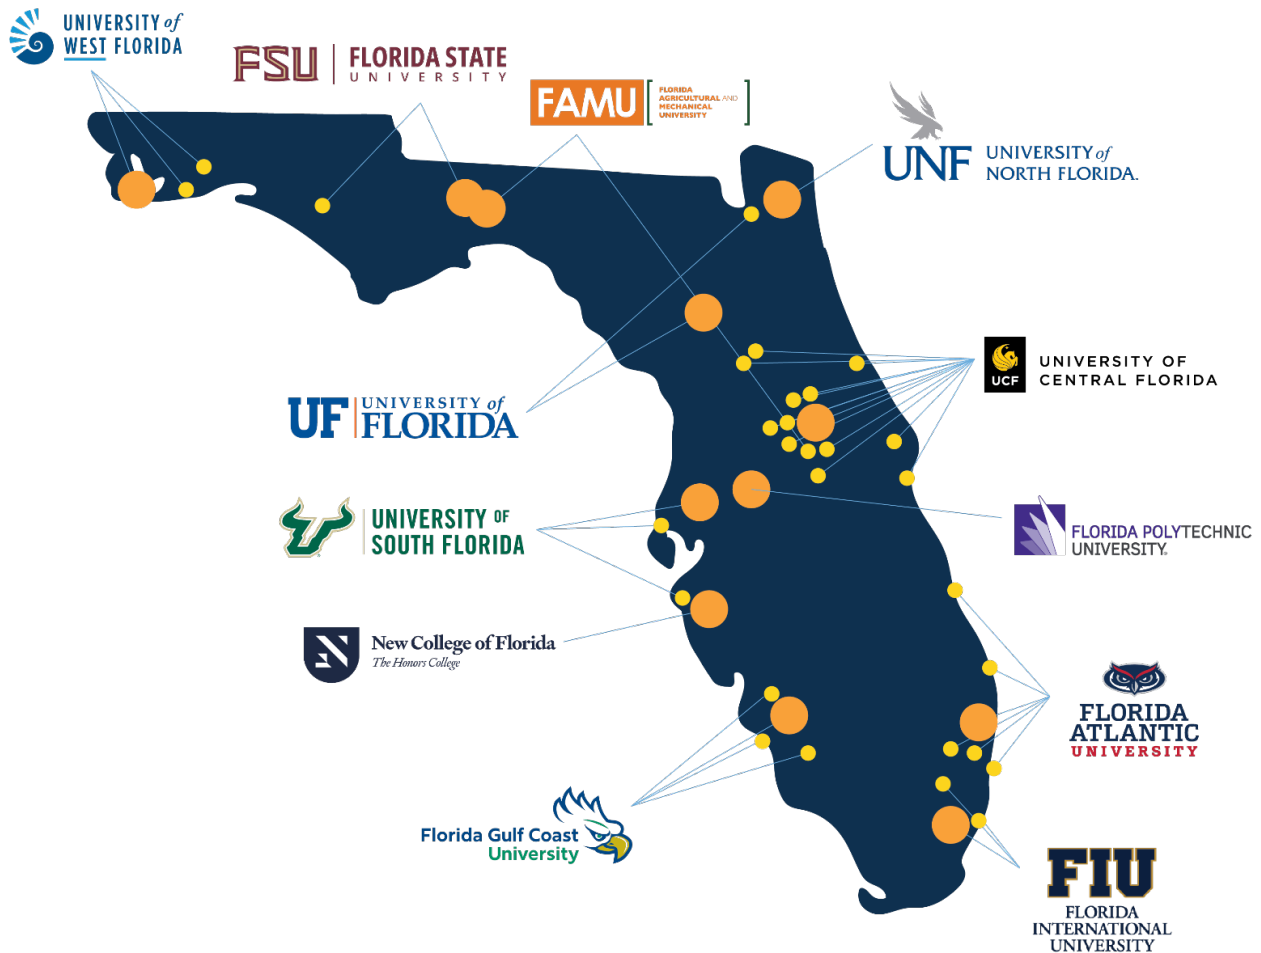 UNIVERSITY of
WEST FLORIDA
FSU
FLORIDA STATE
UNIVERSITY
FAMU
FLORIDA
AGRICULTURAL AND
MECHANICAL
UNIVERSITY
UNF
UNIVERSITY of
NORTH FLORIDA.
UCF
UNIVERSITY OF
CENTRAL FLORIDA
UF
UNIVERSITY of
FLORIDA
UNIVERSITY OF
SOUTH FLORIDA
FLORIDA POLYTECHNIC
UNIVERSITY.
N
New College of Florida
The Honors College
FLORIDA
ATLANTIC
UNIVERSITY
Florida Gulf Coast
University
FIU
FLORIDA
INTERNATIONAL
UNIVERSITY